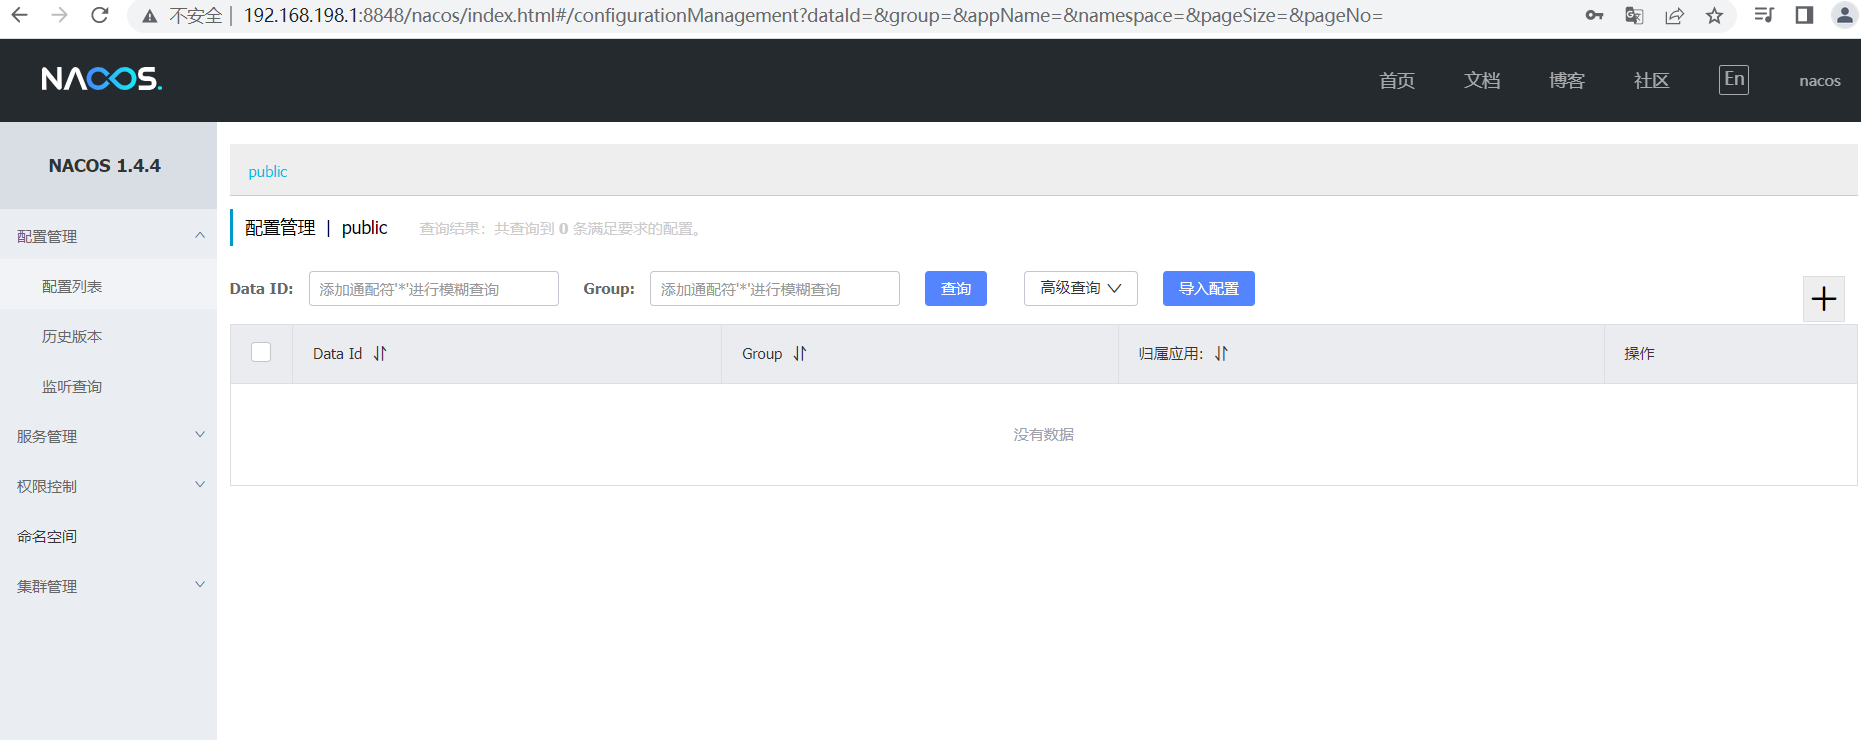 不安全 | 192.168.198.1:8848/nacos/index.html#/configurationManagement?dataId=&group=&appName=&namespace=&pageSize=&pageNo=
NACOS.
首页 文档 博客 社区 En nacos
NACOS 1.4.4
public
配置管理
配置列表
历史版本
监听查询
服务管理
权限控制
命名空间
集群管理
配置管理 | public 查询结果：共查询到 0 条满足要求的配置。
Data ID: 添加通配符'*'进行模糊查询 Group: 添加通配符'*'进行模糊查询 查询 高级查询 导入配置
Data Id Group 归属应用: 操作
没有数据